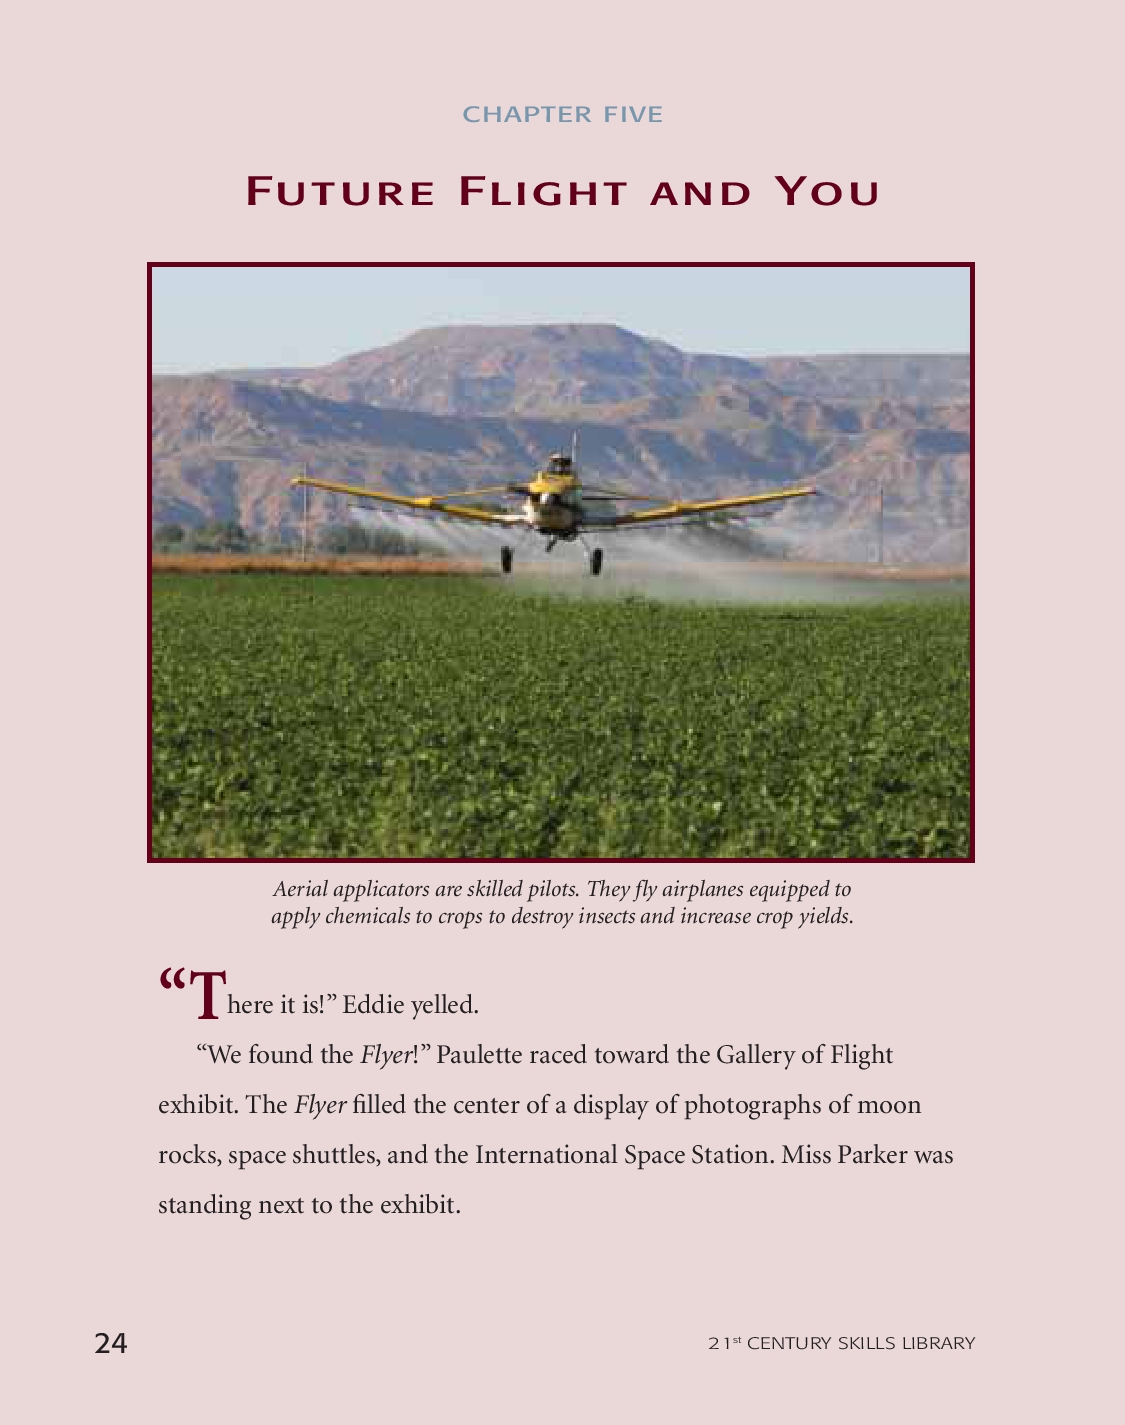 CHAPTER FIVE
FUTURE FLIGHT AND YOU
Aerial applicators are skilled pilots. They fly airplanes equipped to
apply chemicals to crops to destroy insects and increase crop yields.
“There it is!” Eddie yelled.
“We found the Flyer!” Paulette raced toward the Gallery of Flight
exhibit. The Flyer filled the center of a display of photographs of moon
rocks, space shuttles, and the International Space Station. Miss Parker was
standing next to the exhibit.
24
21st CENTURY SKILLS LIBRARY